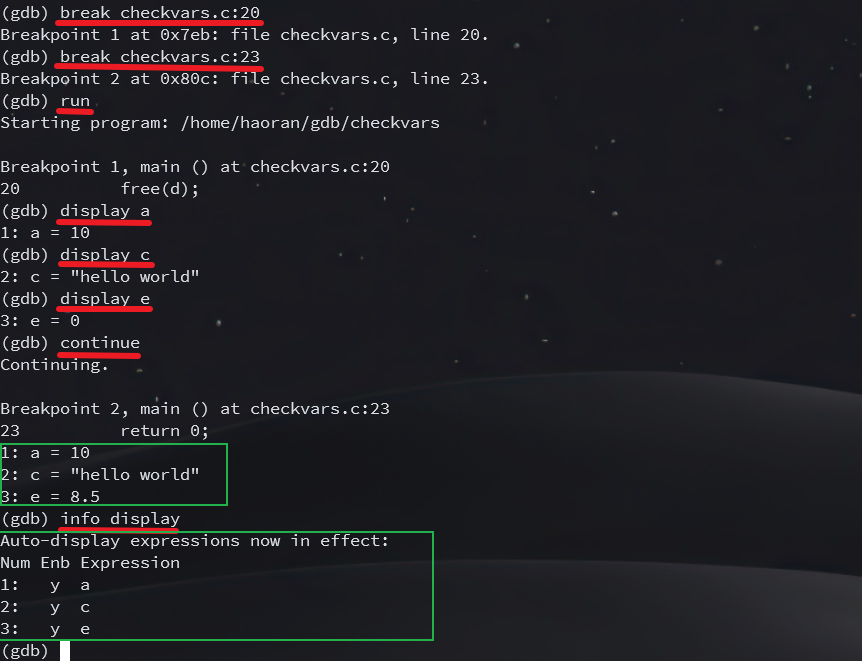 (gdb) break checkvars.c:20
Breakpoint 1 at 0x7eb: file checkvars.c, line 20.
(gdb) break checkvars.c:23
Breakpoint 2 at 0x80c: file checkvars.c, line 23.
(gdb) run
Starting program: /home/haoran/gdb/checkvars
Breakpoint 1, main () at checkvars.c:20
20          free(d);
(gdb) display a
1: a = 10
(gdb) display c
2: c = "hello world"
(gdb) display e
3: e = 0
(gdb) continue
Continuing.
Breakpoint 2, main () at checkvars.c:23
23          return 0;
1: a = 10
2: c = "hello world"
3: e = 8.5
(gdb) info display
Auto-display expressions now in effect:
Num Enb Expression
1:   y  a
2:   y  c
3:   y  e
(gdb)